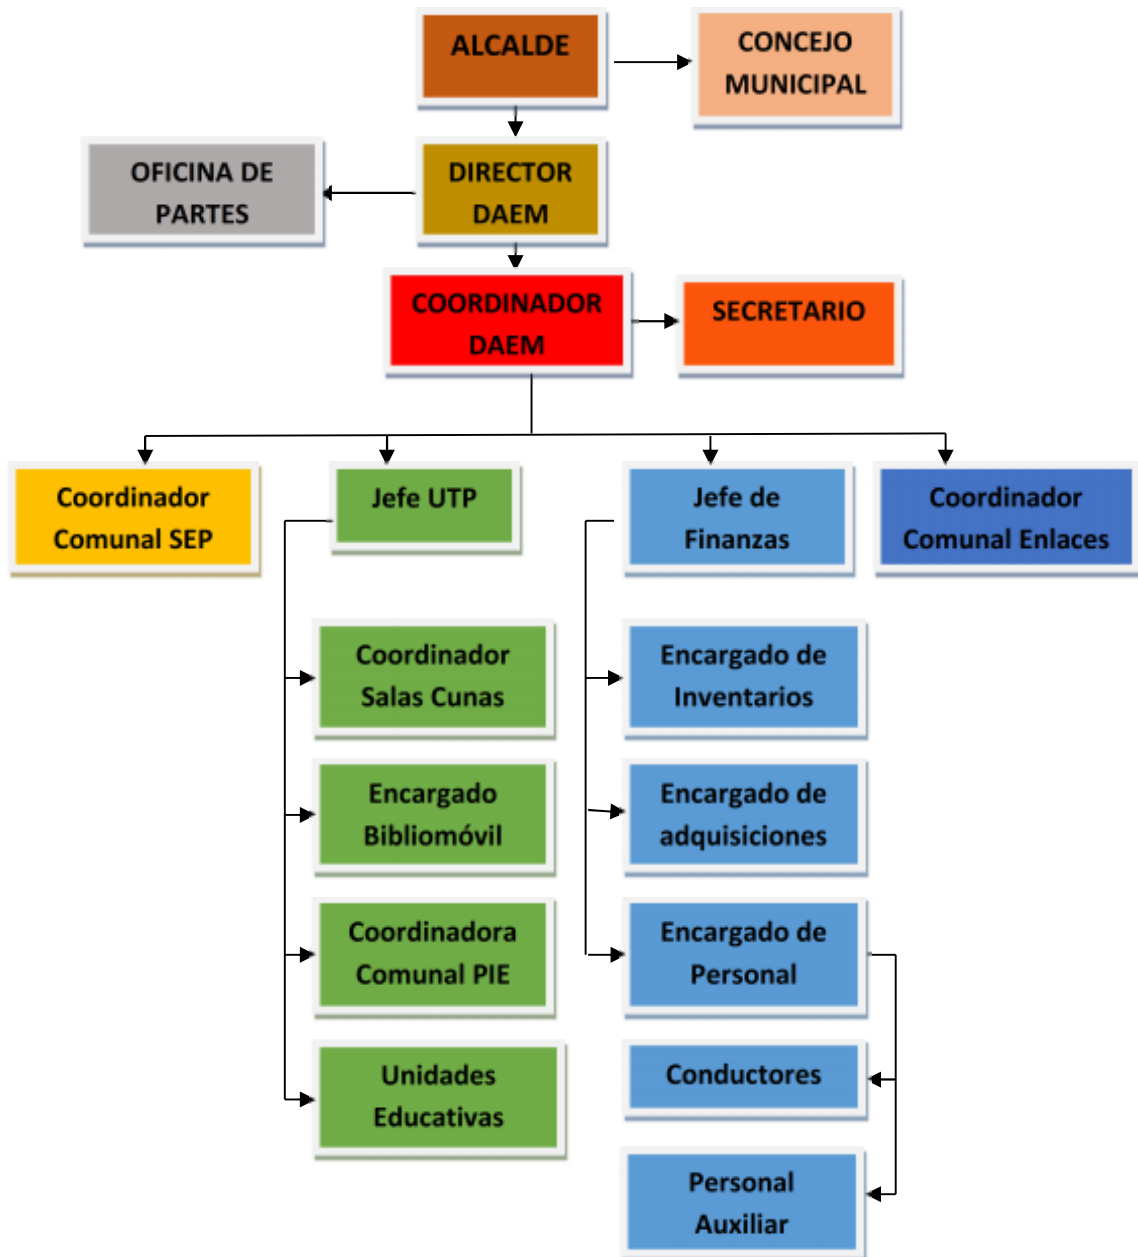 ALCALDE
CONCEJO
MUNICIPAL
OFICINA DE
PARTES
DIRECTOR
DAEM
COORDINADOR
DAEM
SECRETARIO
Coordinador
Comunal SEP
Jefe UTP
Jefe de
Finanzas
Coordinador
Comunal Enlaces
Coordinador
Salas Cunas
Encargado de
Inventarios
Encargado
Bibliomóvil
Encargado de
adquisiciones
Coordinadora
Comunal PIE
Encargado de
Personal
Unidades
Educativas
Conductores
Personal
Auxiliar